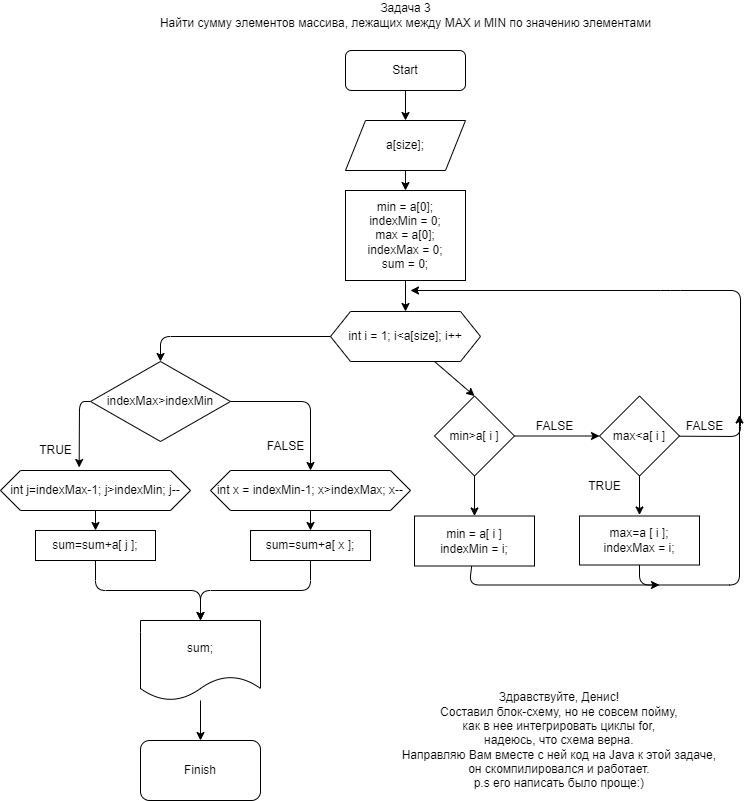 Задача 3
Найти сумму элементов массива, лежащих между MAX и MIN по значению элементами
Start
a[size];
min = a[0];
indexMin = 0;
max = a[0];
indexMax = 0;
sum = 0;
int i = 1; i<a[size]; i++
indexMax>indexMin
min>a[ i ]
FALSE
max<a[ i ]
FALSE
TRUE
FALSE
TRUE
int j=indexMax-1; j>indexMin; j--
int x = indexMin-1; x>indexMax; x--
min = a[ i ]
indexMin = i;
max=a [ i ];
indexMax = i;
sum=sum+a[ j ];
sum=sum+a[ x ];
sum;
Finish
Здравствуйте, Денис!
Составил блок-схему, но не совсем пойму,
как в нее интегрировать циклы for,
надеюсь, что схема верна.
Направляю Вам вместе с ней код на Java к этой задаче,
он скомпилировался и работает.
p.s его написать было проще:)